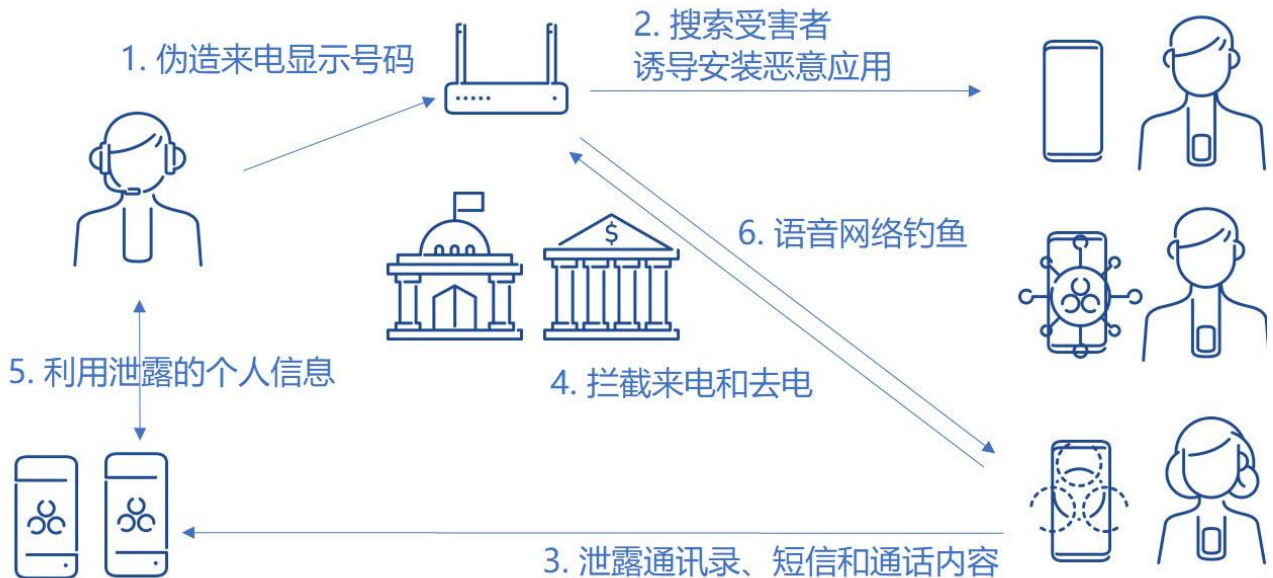 1. 伪造来电显示号码
2. 搜索受害者
诱导安装恶意应用
$
6. 语音网络钓鱼
5. 利用泄露的个人信息
4. 拦截来电和去电
3. 泄露通讯录、短信和通话内容